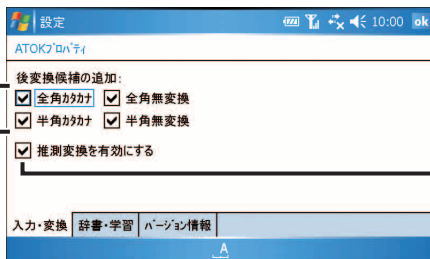 設定 10:00 ok
ATOKﾌﾟﾛﾊﾟﾃｨ
後変換候補の追加:
全角ｶﾀｶﾅ 全角無変換
半角ｶﾀｶﾅ 半角無変換
推測変換を有効にする
入力・変換 辞書・学習 ﾊﾞｰｼﾞｮﾝ情報
A